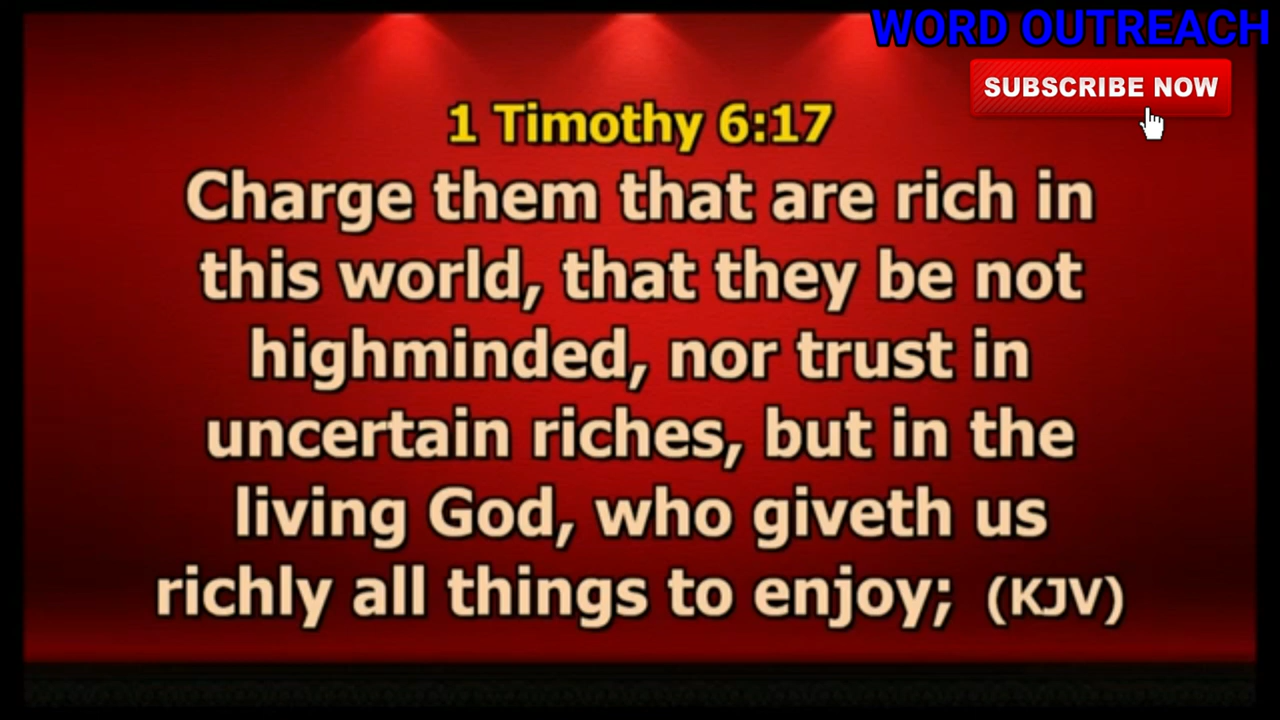 WORD OUTREACH
SUBSCRIBE NOW
1 Timothy 6:17
Charge them that are rich in
this world, that they be not
highminded, nor trust in
uncertain riches, but in the
living God, who giveth us
richly all things to enjoy; (KJV)